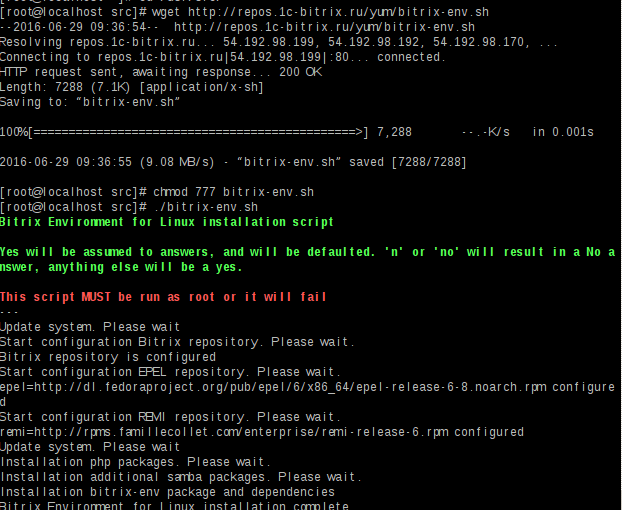 [root@localhost src]# wget http://repos.1c-bitrix.ru/yum/bitrix-env.sh
--2016-06-29 09:36:54-- http://repos.1c-bitrix.ru/yum/bitrix-env.sh
Resolving repos.1c-bitrix.ru... 54.192.98.199, 54.192.98.192, 54.192.98.170, ...
Connecting to repos.1c-bitrix.ru|54.192.98.199|:80... connected.
HTTP request sent, awaiting response... 200 OK
Length: 7288 (7.1K) [application/x-sh]
Saving to: “bitrix-env.sh”
100%[==============================================>] 7,288 --.-K/s in 0.001s
2016-06-29 09:36:55 (9.08 MB/s) - “bitrix-env.sh” saved [7288/7288]
[root@localhost src]# chmod 777 bitrix-env.sh
[root@localhost src]# ./bitrix-env.sh
Bitrix Environment for Linux installation script
Yes will be assumed to answers, and will be defaulted. 'n' or 'no' will result in a No a
nswer, anything else will be a yes.
This script MUST be run as root or it will fail
---
Update system. Please wait
Start configuration Bitrix repository. Please wait.
Bitrix repository is configured
Start configuration EPEL repository. Please wait.
epel=http://dl.fedoraproject.org/pub/epel/6/x86_64/epel-release-6-8.noarch.rpm configure
d
Start configuration REMI repository. Please wait.
remi=http://rpms.famillecollet.com/enterprise/remi-release-6.rpm configured
Update system. Please wait
Installation php packages. Please wait.
Installation additional samba packages. Please wait.
Installation bitrix-env package and dependencies
Bitrix Environment for Linux installation complete